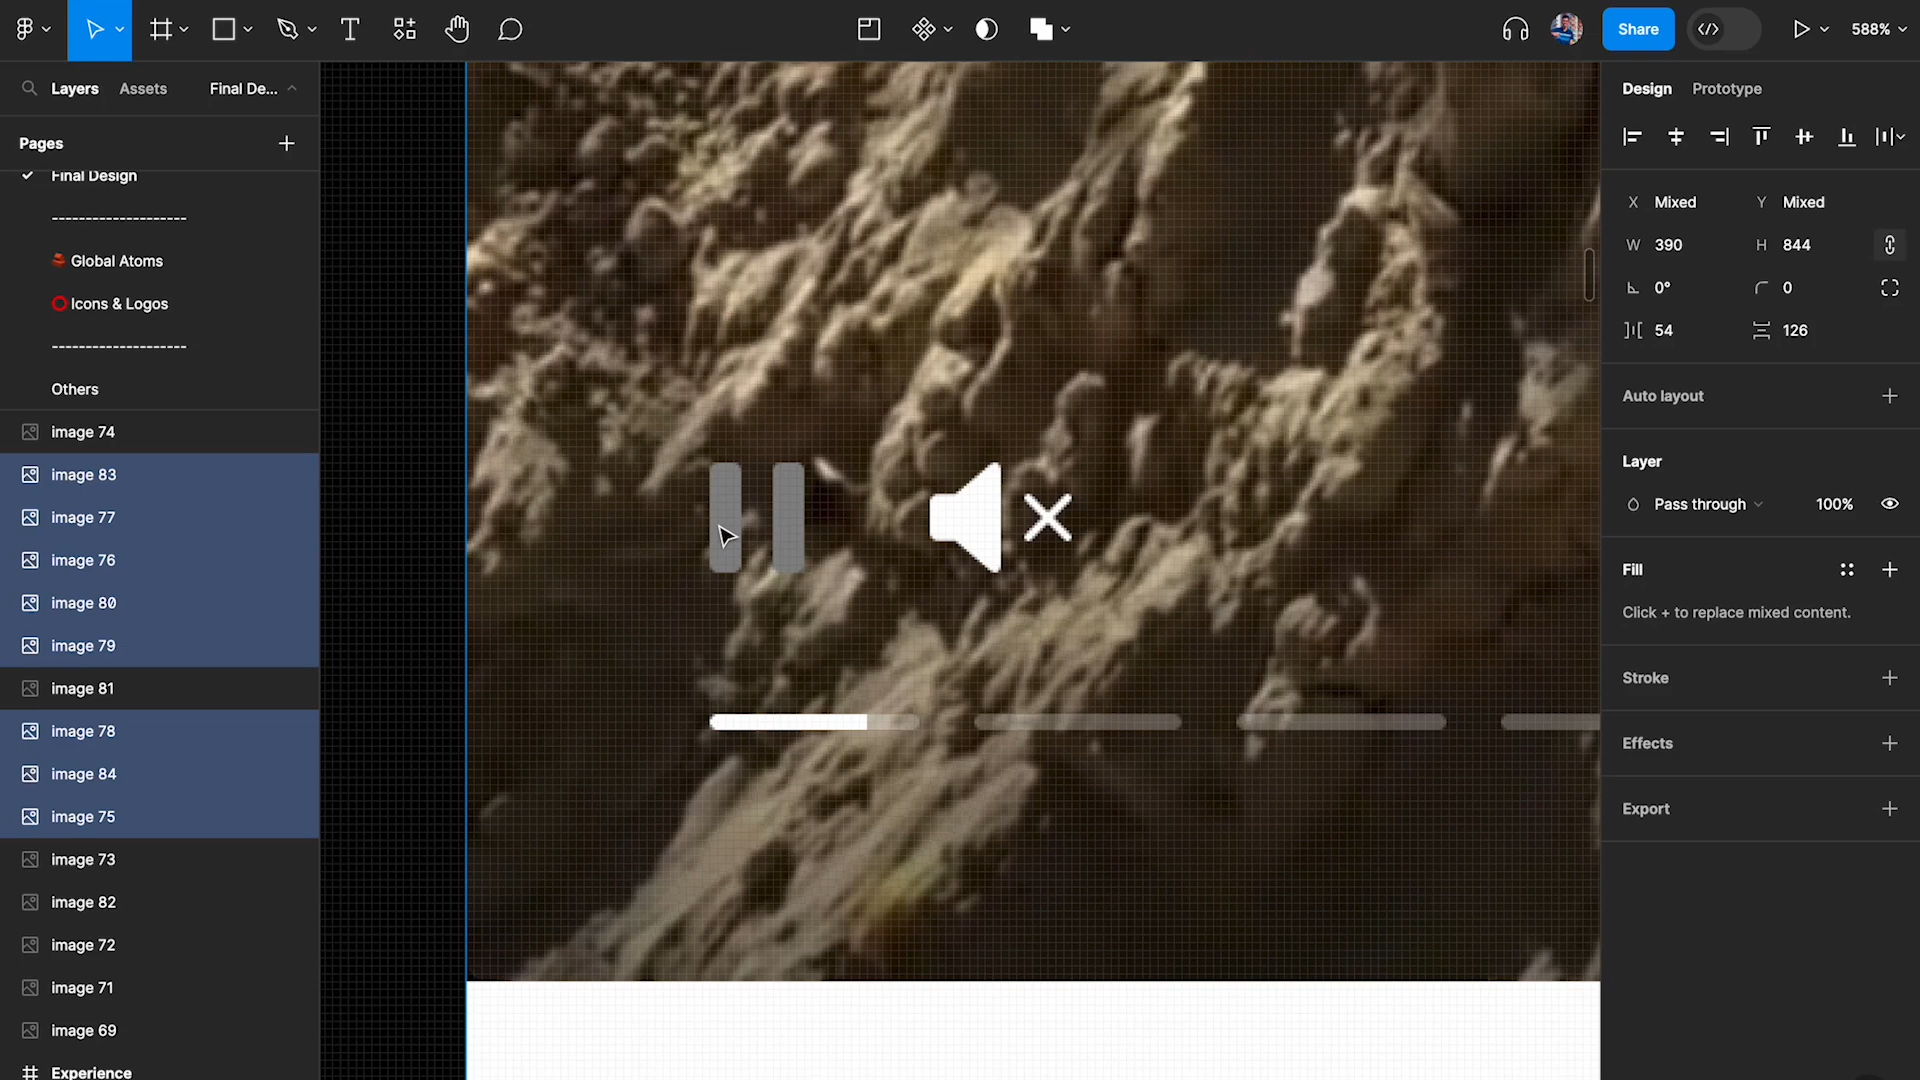 Share
588%
Layers
Assets
Final De...
Pages
Final Design
--------------------
Global Atoms
Icons & Logos
--------------------
Others
image 74
image 83
image 77
image 76
image 80
image 79
image 81
image 78
image 84
image 75
image 73
image 82
image 72
image 71
image 69
Experience
Design
Prototype
X Mixed Y Mixed
W 390 H 844
0° 0
54 126
Auto layout
Layer
Pass through 100%
Fill
Click + to replace mixed content.
Stroke
Effects
Export